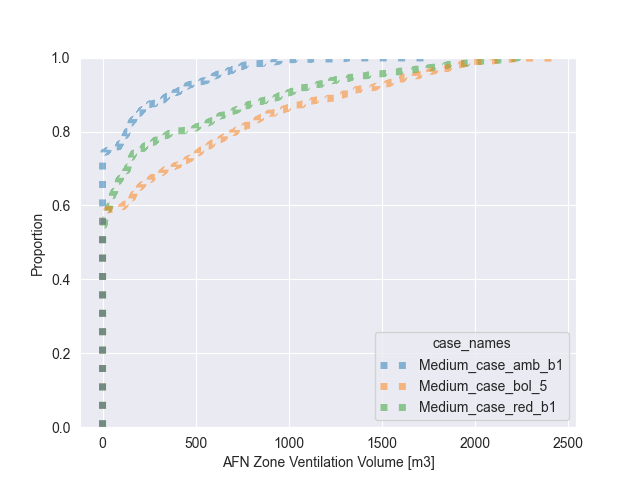 1.0
0.8
0.6
0.4
0.2
0.0
Proportion
0
500
1000
1500
2000
2500
AFN Zone Ventilation Volume [m3]
case_names
Medium_case_amb_b1
Medium_case_bol_5
Medium_case_red_b1